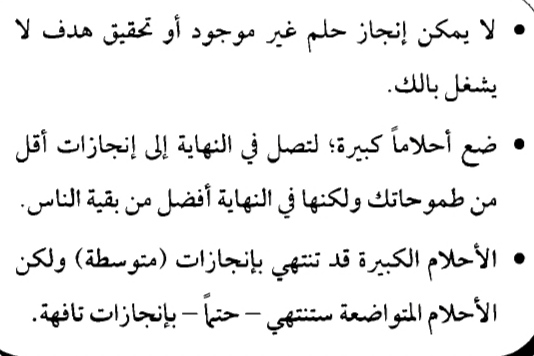 • لا يمكن إنجاز حلم غير موجود أو تحقيق هدف لا
يشغل بالك.
• ضع أحلاماً كبيرة؛ لتصل في النهاية إلى إنجازات أقل
من طموحاتك ولكنها في النهاية أفضل من بقية الناس.
• الأحلام الكبيرة قد تنتهي بإنجازات (متوسطة) ولكن
الأحلام المتواضعة ستنتهي – حتماً – بإنجازات تافهة.